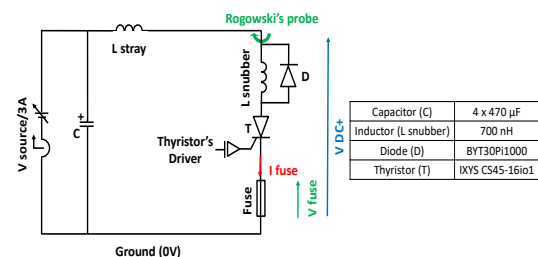 Rogowski's probe
L stray
L snubber
D
V source/3A
+
C
T
Thyristor's
Driver
I fuse
Fuse
V fuse
V DC+
Ground (0V)
Capacitor (C) 4 x 470 µF
Inductor (L snubber) 700 nH
Diode (D) BYT30Pi1000
Thyristor (T) IXYS CS45-16io1